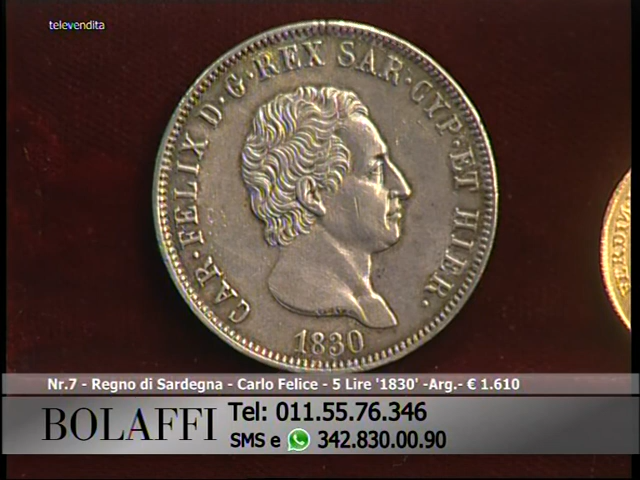 televendita
CAR·FELIX D·G·REX SAR·CYP·ET HIER·
1830
Nr.7 - Regno di Sardegna - Carlo Felice - 5 Lire '1830' -Arg.- € 1.610
BOLAFFI
Tel: 011.55.76.346
SMS e 342.830.00.90